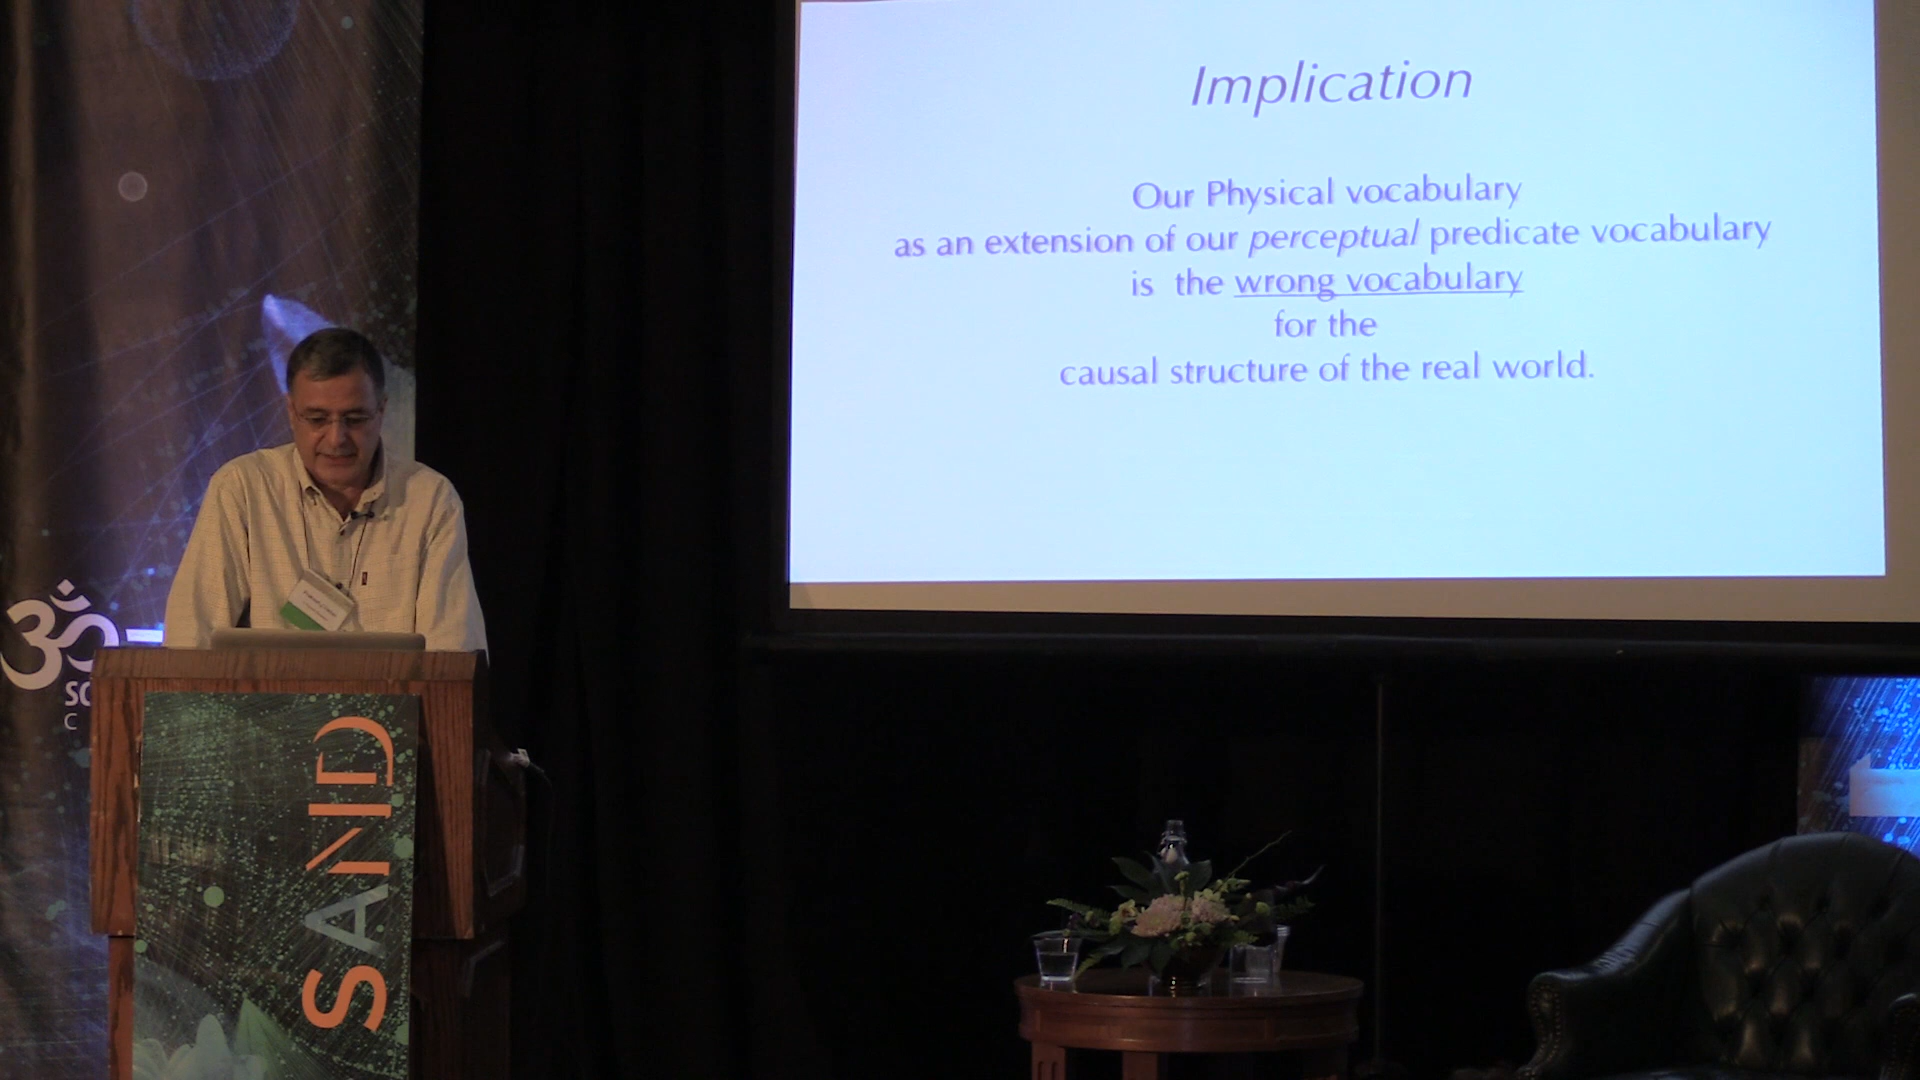 Implication
Our Physical vocabulary
as an extension of our perceptual predicate vocabulary
is the wrong vocabulary
for the
causal structure of the real world.
ॐ
SAND